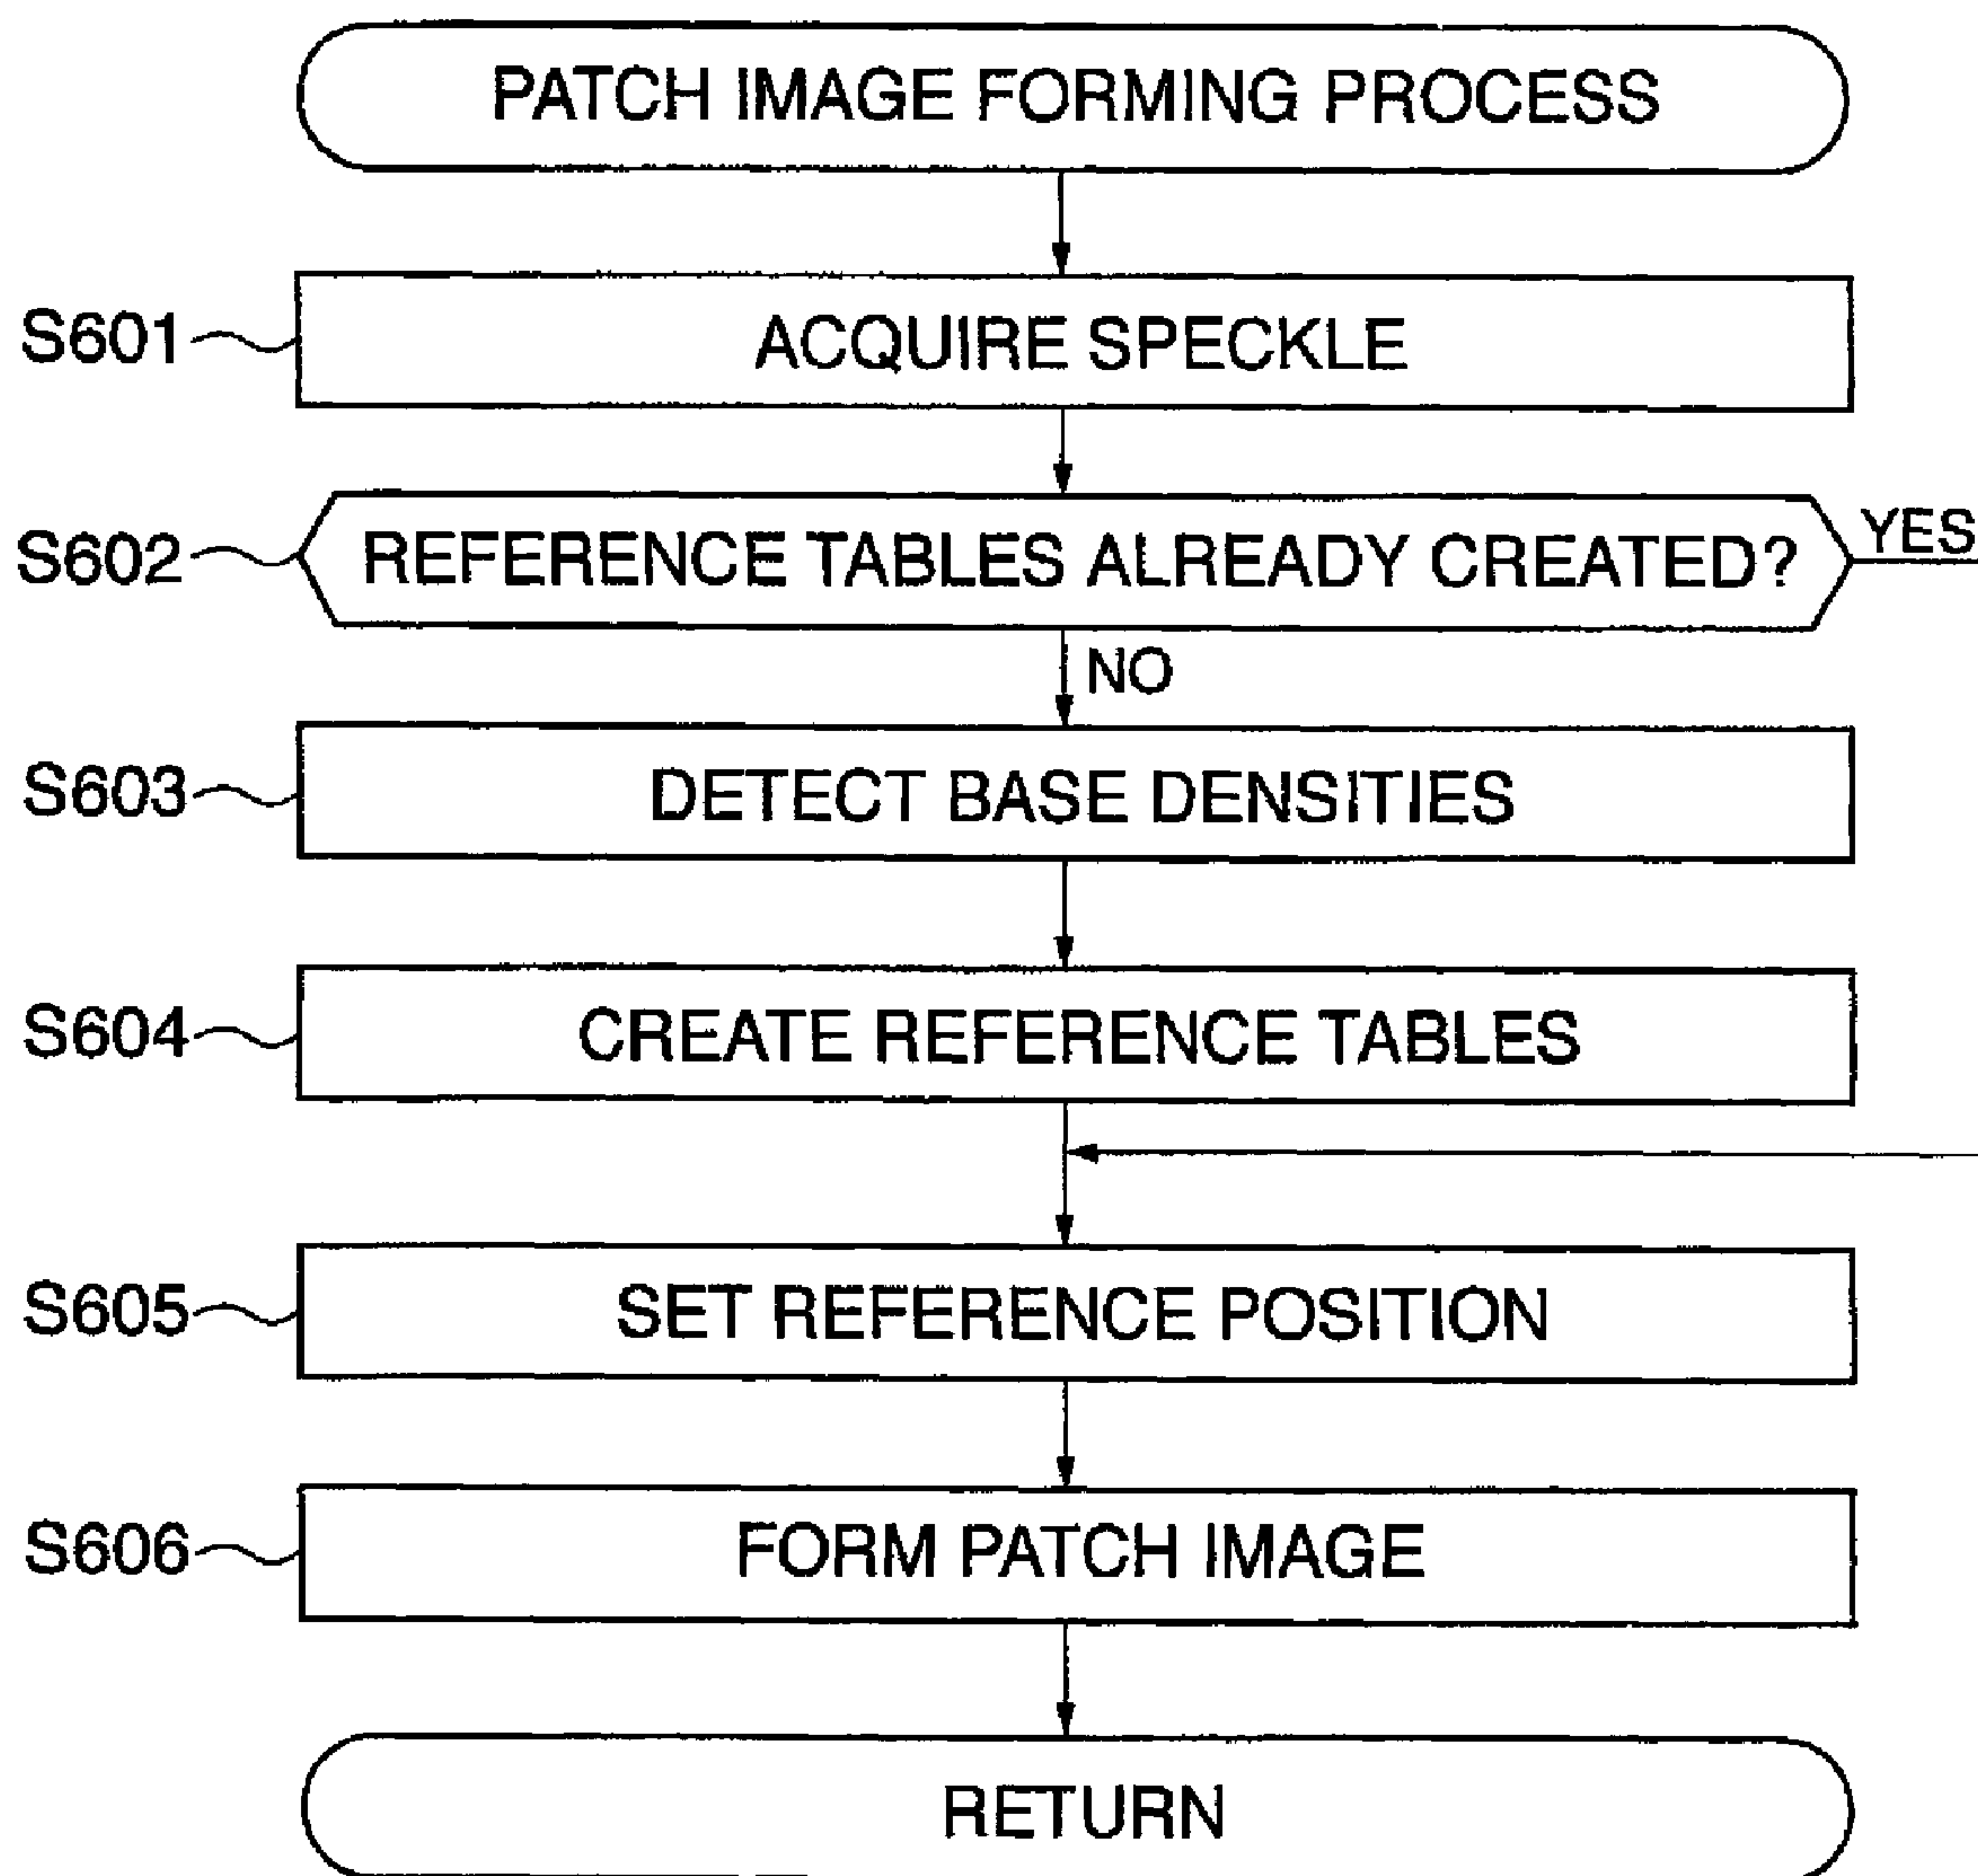 PATCH IMAGE FORMING PROCESS
S601
ACQUIRE SPECKLE
S602
REFERENCE TABLES ALREADY CREATED?
YES
NO
S603
DETECT BASE DENSITIES
S604
CREATE REFERENCE TABLES
S605
SET REFERENCE POSITION
S606
FORM PATCH IMAGE
RETURN